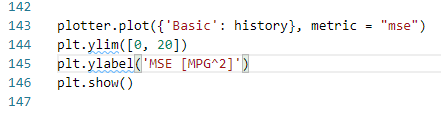 142
143 plotter.plot({'Basic': history}, metric = "mse")
144 plt.ylim([0, 20])
145 plt.ylabel('MSE [MPG^2]')
146 plt.show()
147